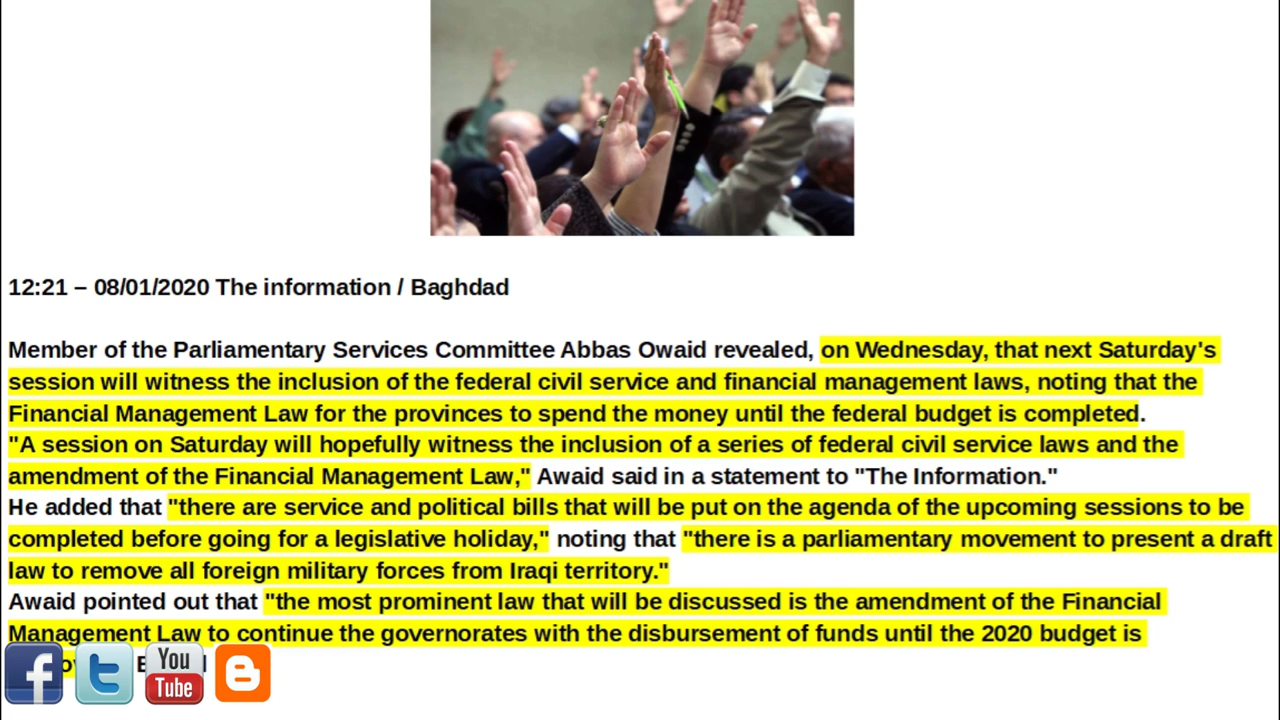 12:21 – 08/01/2020 The information / Baghdad
Member of the Parliamentary Services Committee Abbas Owaid revealed, on Wednesday, that next Saturday's
session will witness the inclusion of the federal civil service and financial management laws, noting that the
Financial Management Law for the provinces to spend the money until the federal budget is completed.
"A session on Saturday will hopefully witness the inclusion of a series of federal civil service laws and the
amendment of the Financial Management Law," Awaid said in a statement to "The Information."
He added that "there are service and political bills that will be put on the agenda of the upcoming sessions to be
completed before going for a legislative holiday," noting that "there is a parliamentary movement to present a draft
law to remove all foreign military forces from Iraqi territory."
Awaid pointed out that "the most prominent law that will be discussed is the amendment of the Financial
Management Law to continue the governorates with the disbursement of funds until the 2020 budget is
You
Tube